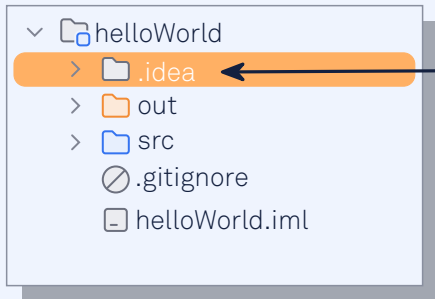 helloWorld
.idea
out
src
.gitignore
helloWorld.iml